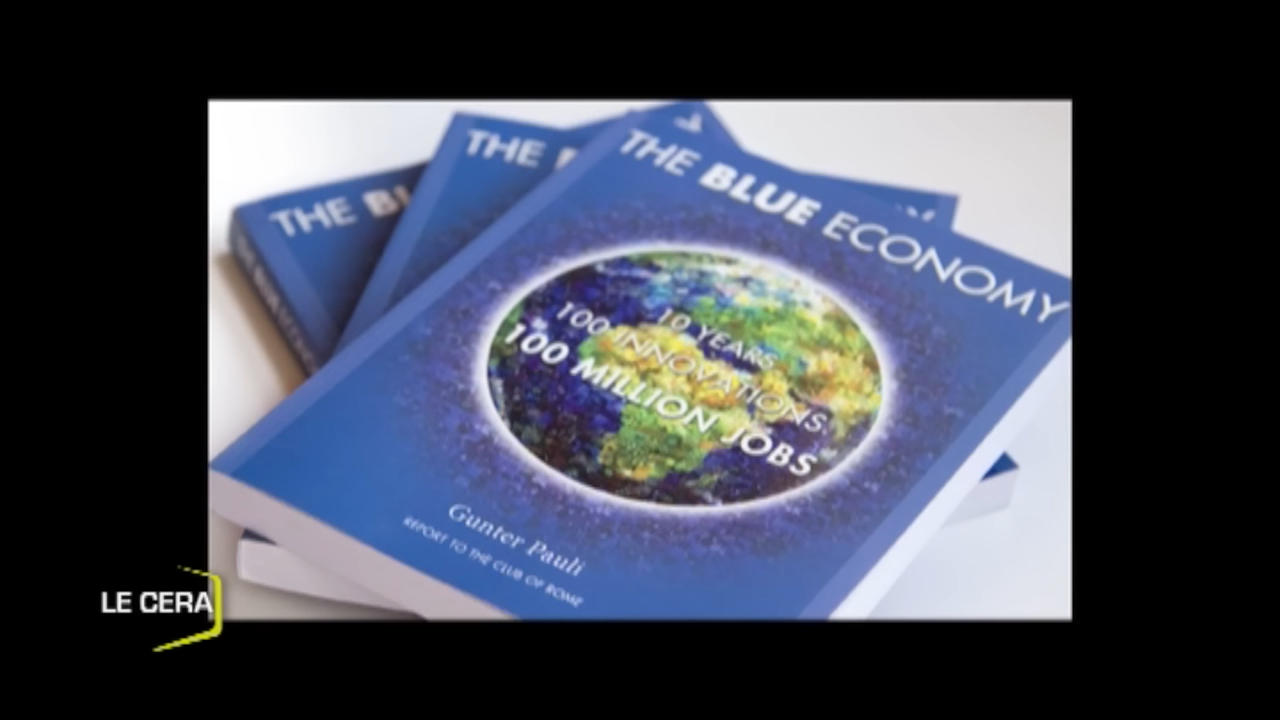 THE BL
THE B
THE BLUE ECONOMY
10 YEARS
100 INNOVATIONS
100 MILLION JOBS
Gunter Pauli
REPORT TO THE CLUB OF ROME
LE CERA